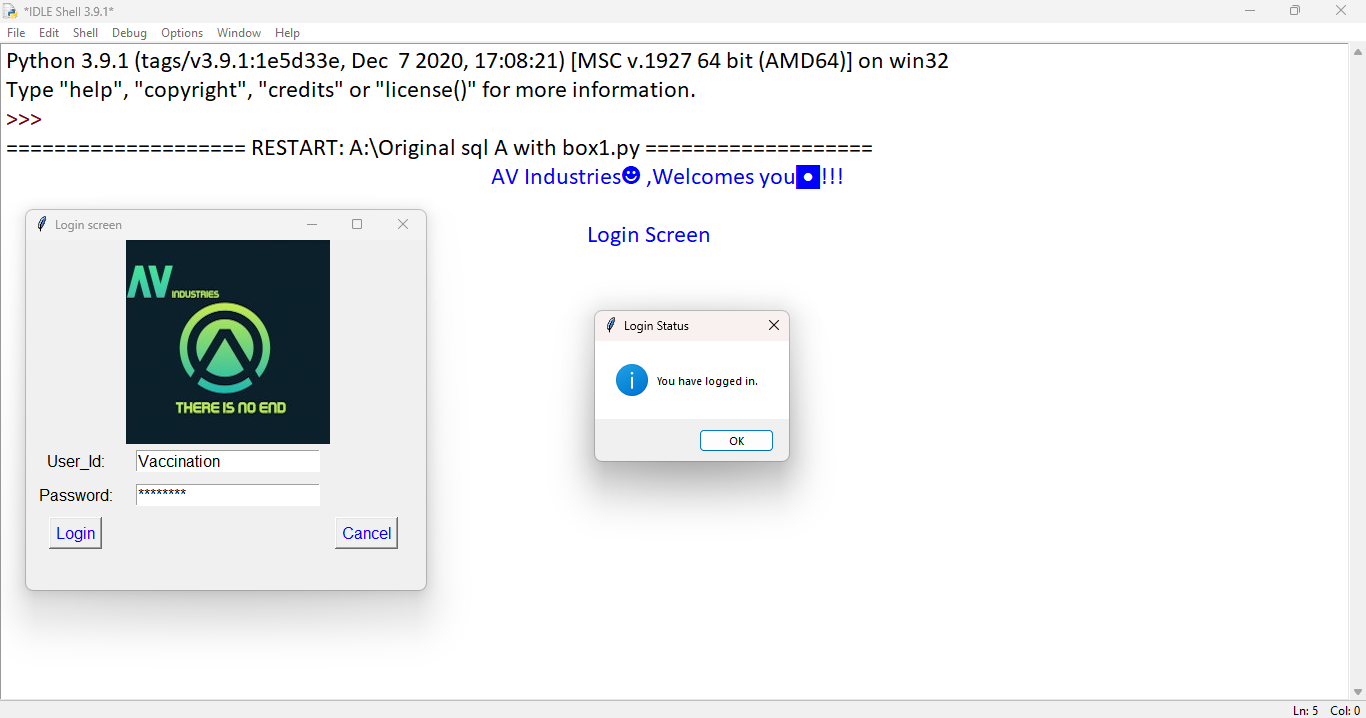 *IDLE Shell 3.9.1*
File Edit Shell Debug Options Window Help
Python 3.9.1 (tags/v3.9.1:1e5d33e, Dec 7 2020, 17:08:21) [MSC v.1927 64 bit (AMD64)] on win32
Type "help", "copyright", "credits" or "license()" for more information.
>>>
==================== RESTART: A:\Original sql A with box1.py ===================
AV Industries☻ ,Welcomes you◘!!!
Login Screen
Login screen
AV INDUSTRIES
THERE IS NO END
User_Id: Vaccination
Password: ********
Login Cancel
Login Status
You have logged in.
OK
Ln: 5 Col: 0